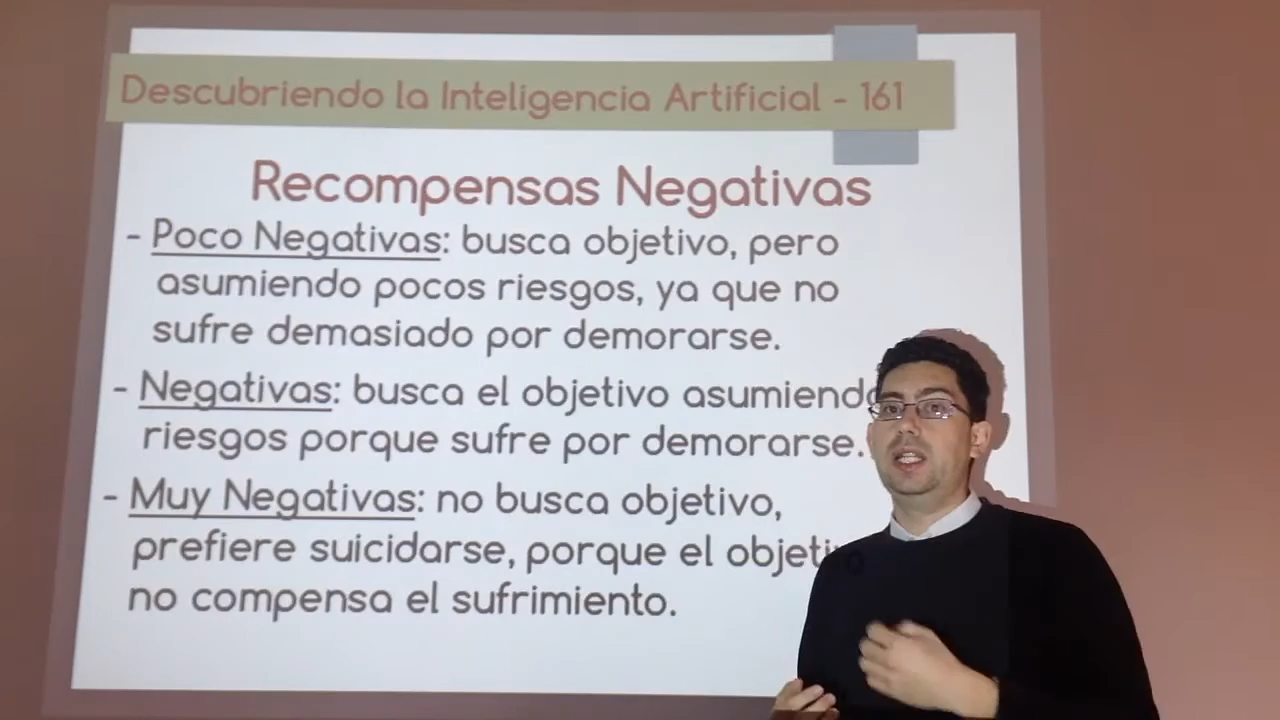 Descubriendo la Inteligencia Artificial - 161
Recompensas Negativas
- Poco Negativas: busca objetivo, pero
asumiendo pocos riesgos, ya que no
sufre demasiado por demorarse.
- Negativas: busca el objetivo asumiendo
riesgos porque sufre por demorarse.
- Muy Negativas: no busca objetivo,
prefiere suicidarse, porque el objeti
no compensa el sufrimiento.